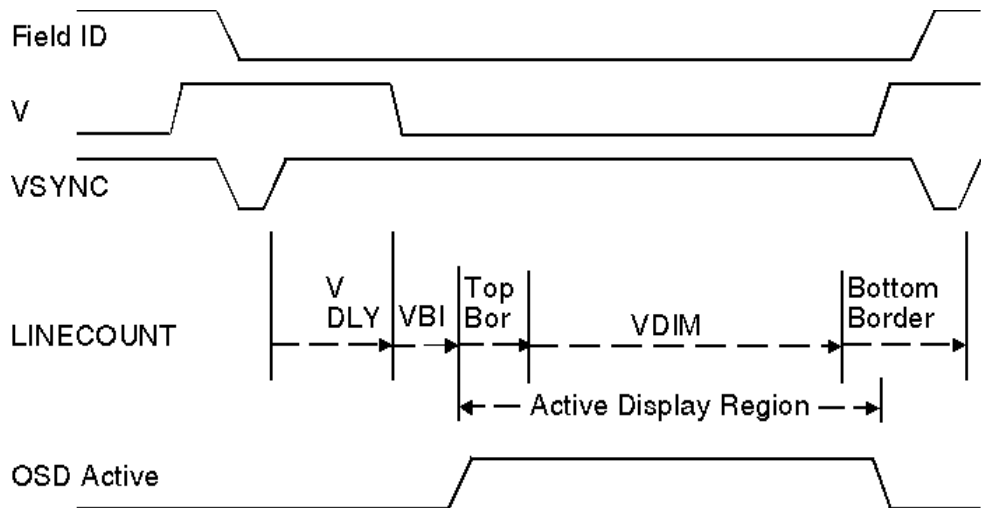 Field ID
V
VSYNC
LINECOUNT
V
DLY
VBI
Top
Bor
VDIM
Bottom
Border
Active Display Region
OSD Active